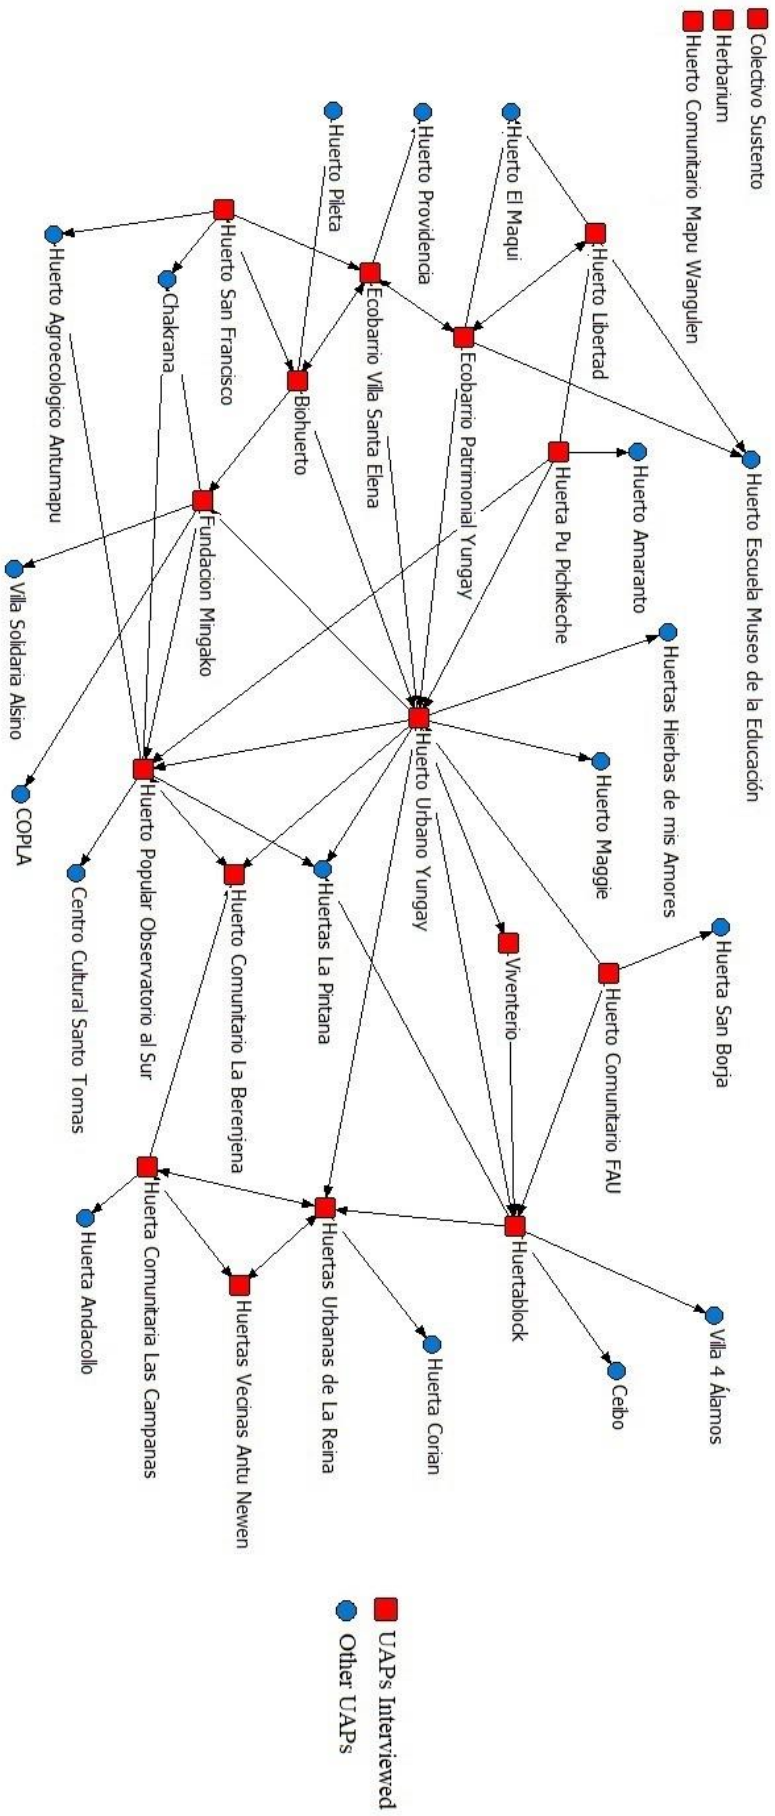 Colectivo Sustento
Herbarium
Huerto Comunitario Mapu Wangulen
Huerto Escuela Museo de la Educación
Huertas Hierbas de mis Amores
Huerta San Borja
Villa 4 Álamos
Huerto Amaranto
Huerto Maggie
Huerto Comunitario FAU
Ceibo
Huerto Libertad
Huerta Pu Pichikeche
Viventerio
Huertablock
Huerto El Maqui
Ecobarrio Patrimonial Yungay
Huerto Urbano Yungay
Huerta Corian
Huerto Providencia
Ecobarrio Villa Santa Elena
Huertas La Pintana
Huertas Urbanas de La Reina
Huerto Pileta
Biohuerto
Huerto Comunitario La Berenjena
Huertas Vecinas Antu Newen
Huerto San Francisco
Fundacion Mingako
Huerto Popular Observatorio al Sur
Huerta Comunitaria Las Campanas
Chakrana
Centro Cultural Santo Tomas
Huerta Andacollo
Huerto Agroecologico Antumapu
Villa Solidaria Alsino
COPLA
UAPs Interviewed
Other UAPs